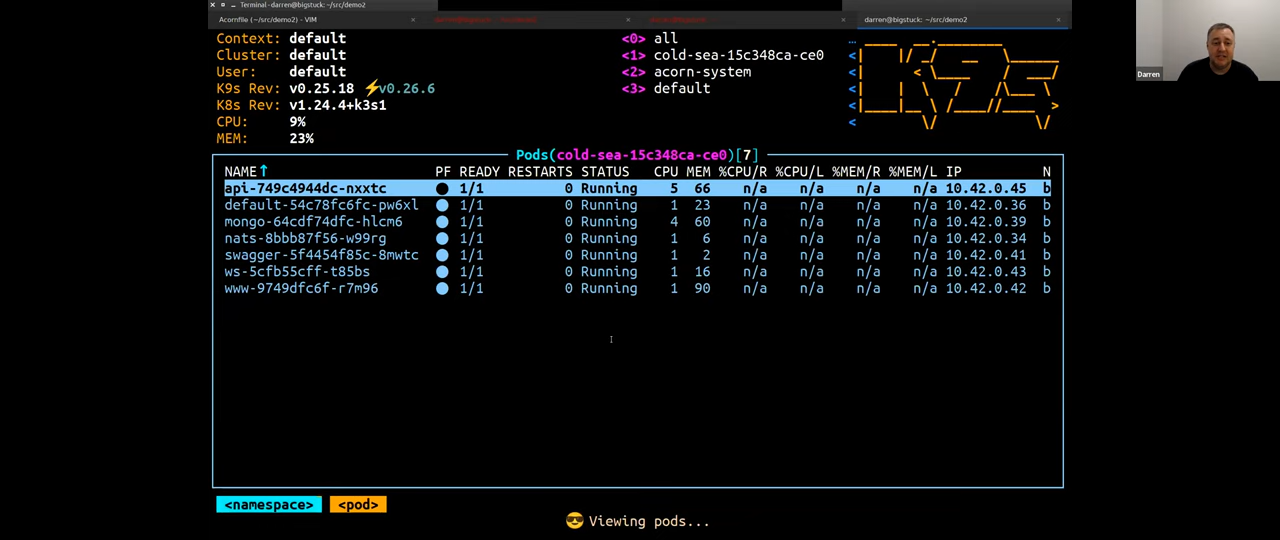 Terminal - darren@bigstuck: ~/src/demo2
Acornfile (~/src/demo2) - VIM
darren@bigstuck: ~/src/demo2
Context: default
Cluster: default
User: default
K9s Rev: v0.25.18 ⚡v0.26.6
K8s Rev: v1.24.4+k3s1
CPU: 9%
MEM: 23%
<0> all
<1> cold-sea-15c348ca-ce0
<2> acorn-system
<3> default
Darren
Pods(cold-sea-15c348ca-ce0)[7]
NAME↑ PF READY RESTARTS STATUS CPU MEM %CPU/R %CPU/L %MEM/R %MEM/L IP N
api-749c4944dc-nxxtc ● 1/1 0 Running 5 66 n/a n/a n/a n/a 10.42.0.45 b
default-54c78fc6fc-pw6xl ● 1/1 0 Running 1 23 n/a n/a n/a n/a 10.42.0.36 b
mongo-64cdf74dfc-hlcm6 ● 1/1 0 Running 4 60 n/a n/a n/a n/a 10.42.0.39 b
nats-8bbb87f56-w99rg ● 1/1 0 Running 1 6 n/a n/a n/a n/a 10.42.0.34 b
swagger-5f4454f85c-8mwtc ● 1/1 0 Running 1 2 n/a n/a n/a n/a 10.42.0.41 b
ws-5cfb55cff-t85bs ● 1/1 0 Running 1 16 n/a n/a n/a n/a 10.42.0.43 b
www-9749dfc6f-r7m96 ● 1/1 0 Running 1 90 n/a n/a n/a n/a 10.42.0.42 b
<namespace> <pod>
😎 Viewing pods...